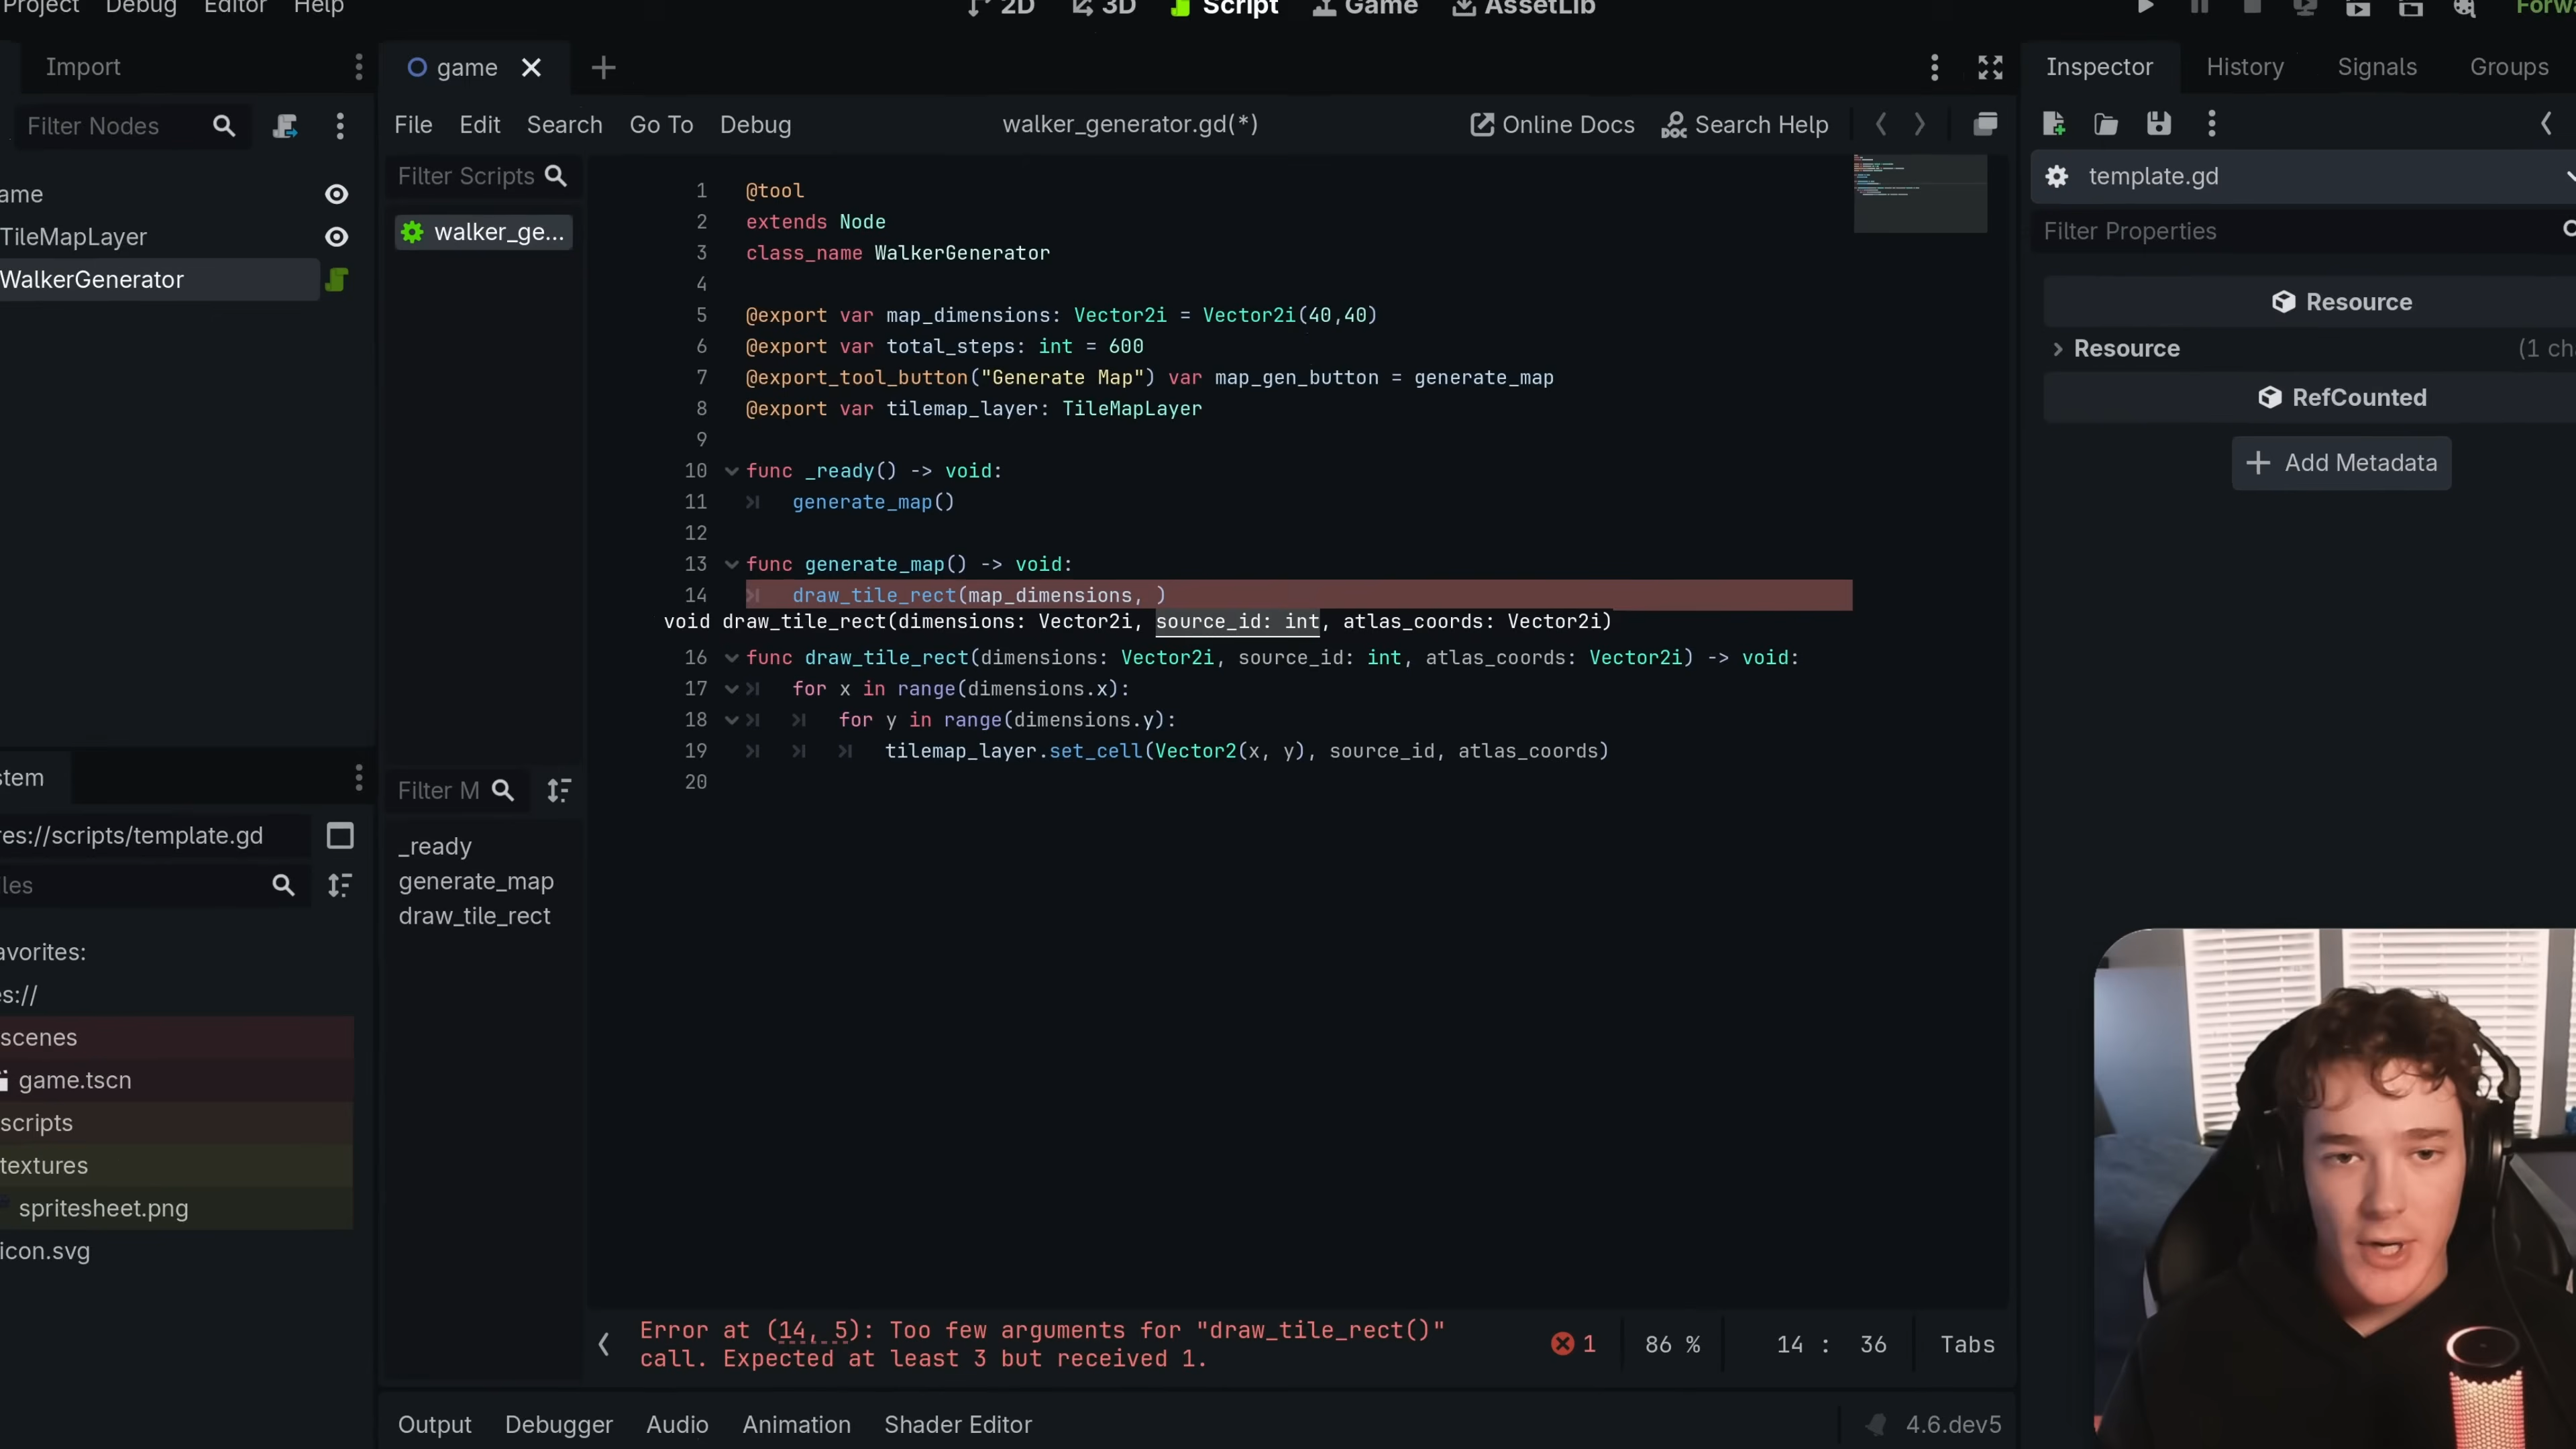 Project Debug Editor Help
2D 3D Script Game AssetLib
Import
game
Inspector History Signals Groups
Filter Nodes
File Edit Search Go To Debug
walker_generator.gd(*)
Online Docs Search Help
Filter Scripts
template.gd
ame
TileMapLayer
WalkerGenerator
walker_ge...
Filter Properties
Resource
Resource
RefCounted
Add Metadata
1 @tool
2 extends Node
3 class_name WalkerGenerator
4
5 @export var map_dimensions: Vector2i = Vector2i(40,40)
6 @export var total_steps: int = 600
7 @export_tool_button("Generate Map") var map_gen_button = generate_map
8 @export var tilemap_layer: TileMapLayer
9
10 func _ready() -> void:
11 generate_map()
12
13 func generate_map() -> void:
14 draw_tile_rect(map_dimensions, )
void draw_tile_rect(dimensions: Vector2i, source_id: int, atlas_coords: Vector2i)
16 func draw_tile_rect(dimensions: Vector2i, source_id: int, atlas_coords: Vector2i) -> void:
17 for x in range(dimensions.x):
18 for y in range(dimensions.y):
19 tilemap_layer.set_cell(Vector2(x, y), source_id, atlas_coords)
20
stem
res://scripts/template.gd
les
Filter M
_ready
generate_map
draw_tile_rect
avorites:
es://
scenes
game.tscn
scripts
textures
spritesheet.png
icon.svg
Error at (14, 5): Too few arguments for "draw_tile_rect()"
call. Expected at least 3 but received 1.
1 86 % 14 : 36 Tabs
Output Debugger Audio Animation Shader Editor
4.6.dev5